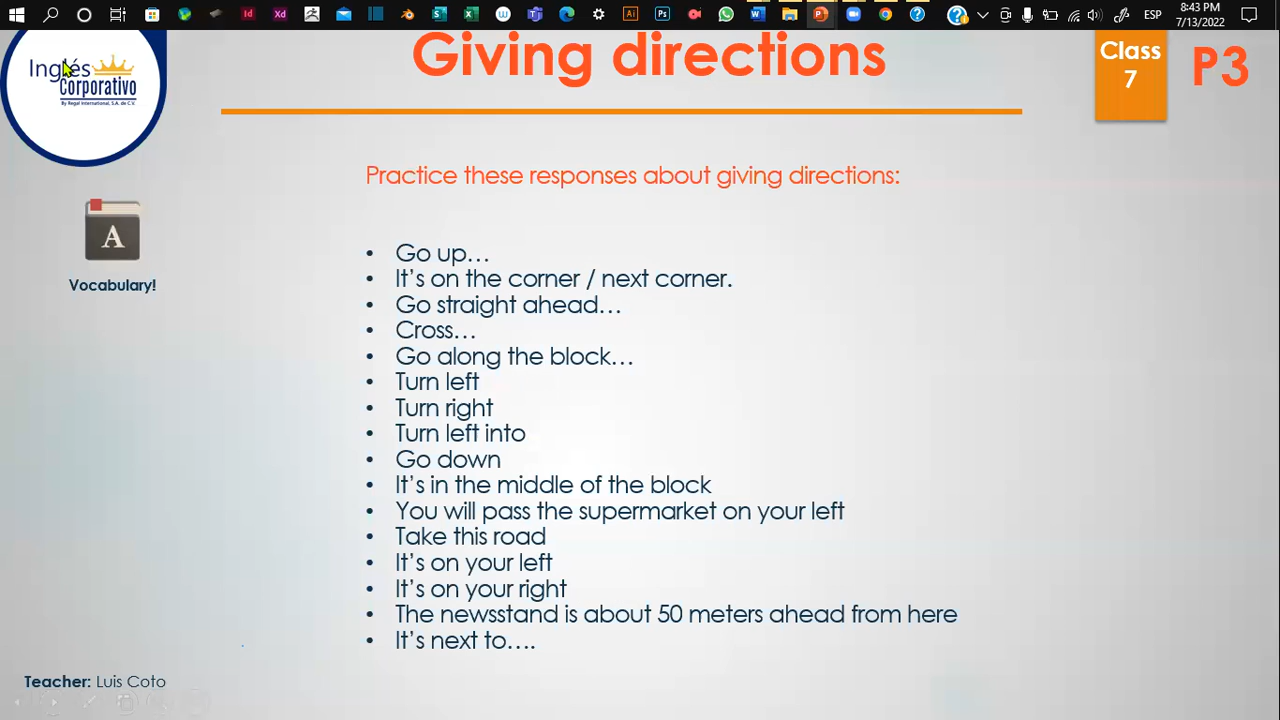 8:43 PM
ESP
7/13/2022
Giving directions
Class
7
P3
Inglés
Corporativo
By Regal International, S.A. de C.V.
Practice these responses about giving directions:
A
Vocabulary!
• Go up…
• It’s on the corner / next corner.
• Go straight ahead…
• Cross…
• Go along the block…
• Turn left
• Turn right
• Turn left into
• Go down
• It’s in the middle of the block
• You will pass the supermarket on your left
• Take this road
• It’s on your left
• It’s on your right
• The newsstand is about 50 meters ahead from here
• It’s next to….
Teacher: Luis Coto